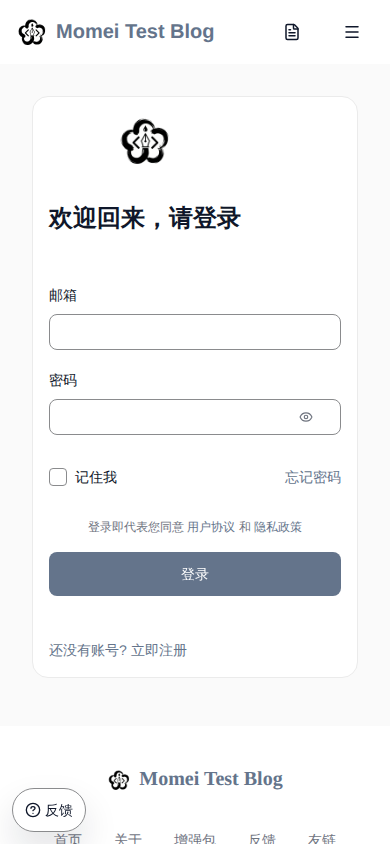 Momei Test Blog
欢迎回来，请登录
邮箱
密码
记住我 忘记密码
登录即代表您同意 用户协议 和 隐私政策
登录
还没有账号? 立即注册
Momei Test Blog
反馈
首页 关于 增强包 反馈 友链